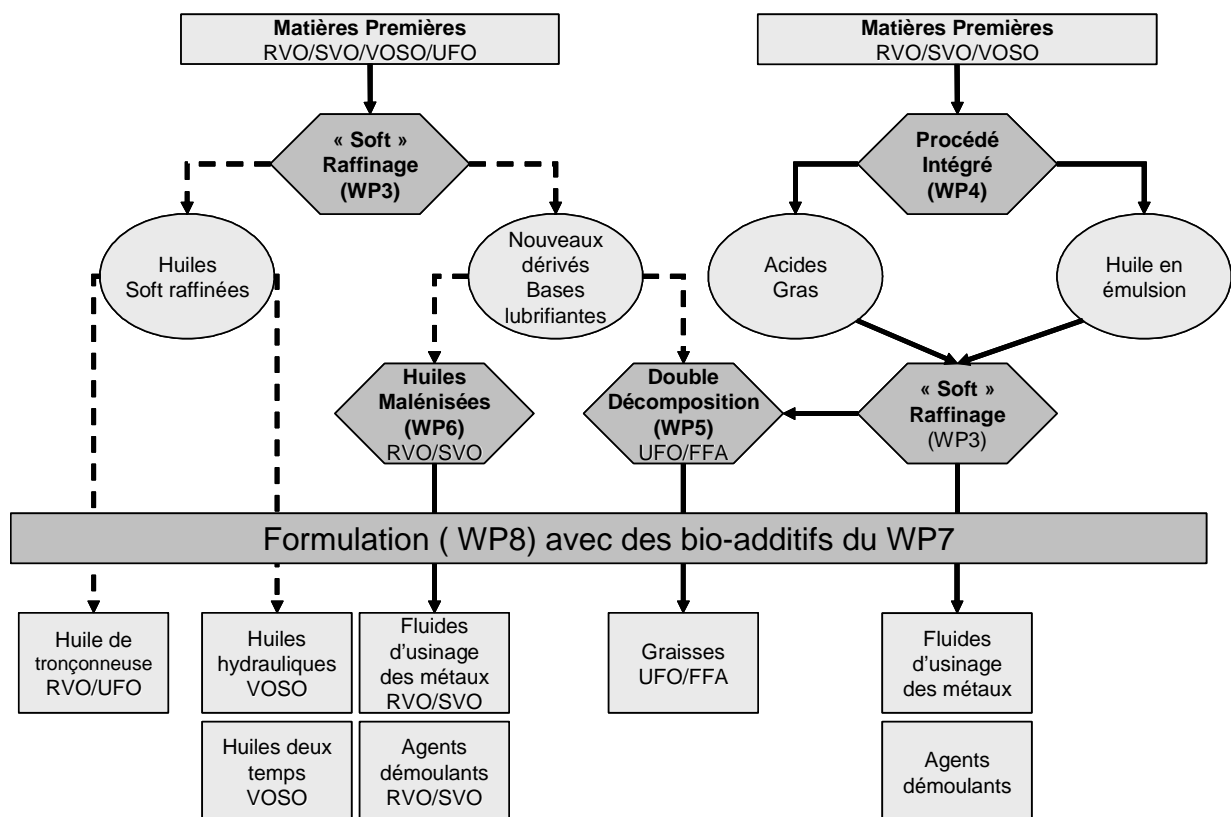 Matières Premières
RVO/SVO/VOSO/UFO
Matières Premières
RVO/SVO/VOSO
« Soft »
Raffinage
(WP3)
Procédé
Intégré
(WP4)
Huiles
Soft raffinées
Nouveaux
dérivés
Bases
lubrifiantes
Acides
Gras
Huile en
émulsion
Huiles
Malénisées
(WP6)
RVO/SVO
Double
Décomposition
(WP5)
UFO/FFA
« Soft »
Raffinage
(WP3)
Formulation ( WP8) avec des bio-additifs du WP7
Huile de
tronçonneuse
RVO/UFO
Huiles
hydrauliques
VOSO
Fluides
d’usinage
des métaux
RVO/SVO
Graisses
UFO/FFA
Fluides
d’usinage
des métaux
Huiles deux
temps
VOSO
Agents
démoulants
RVO/SVO
Agents
démoulants